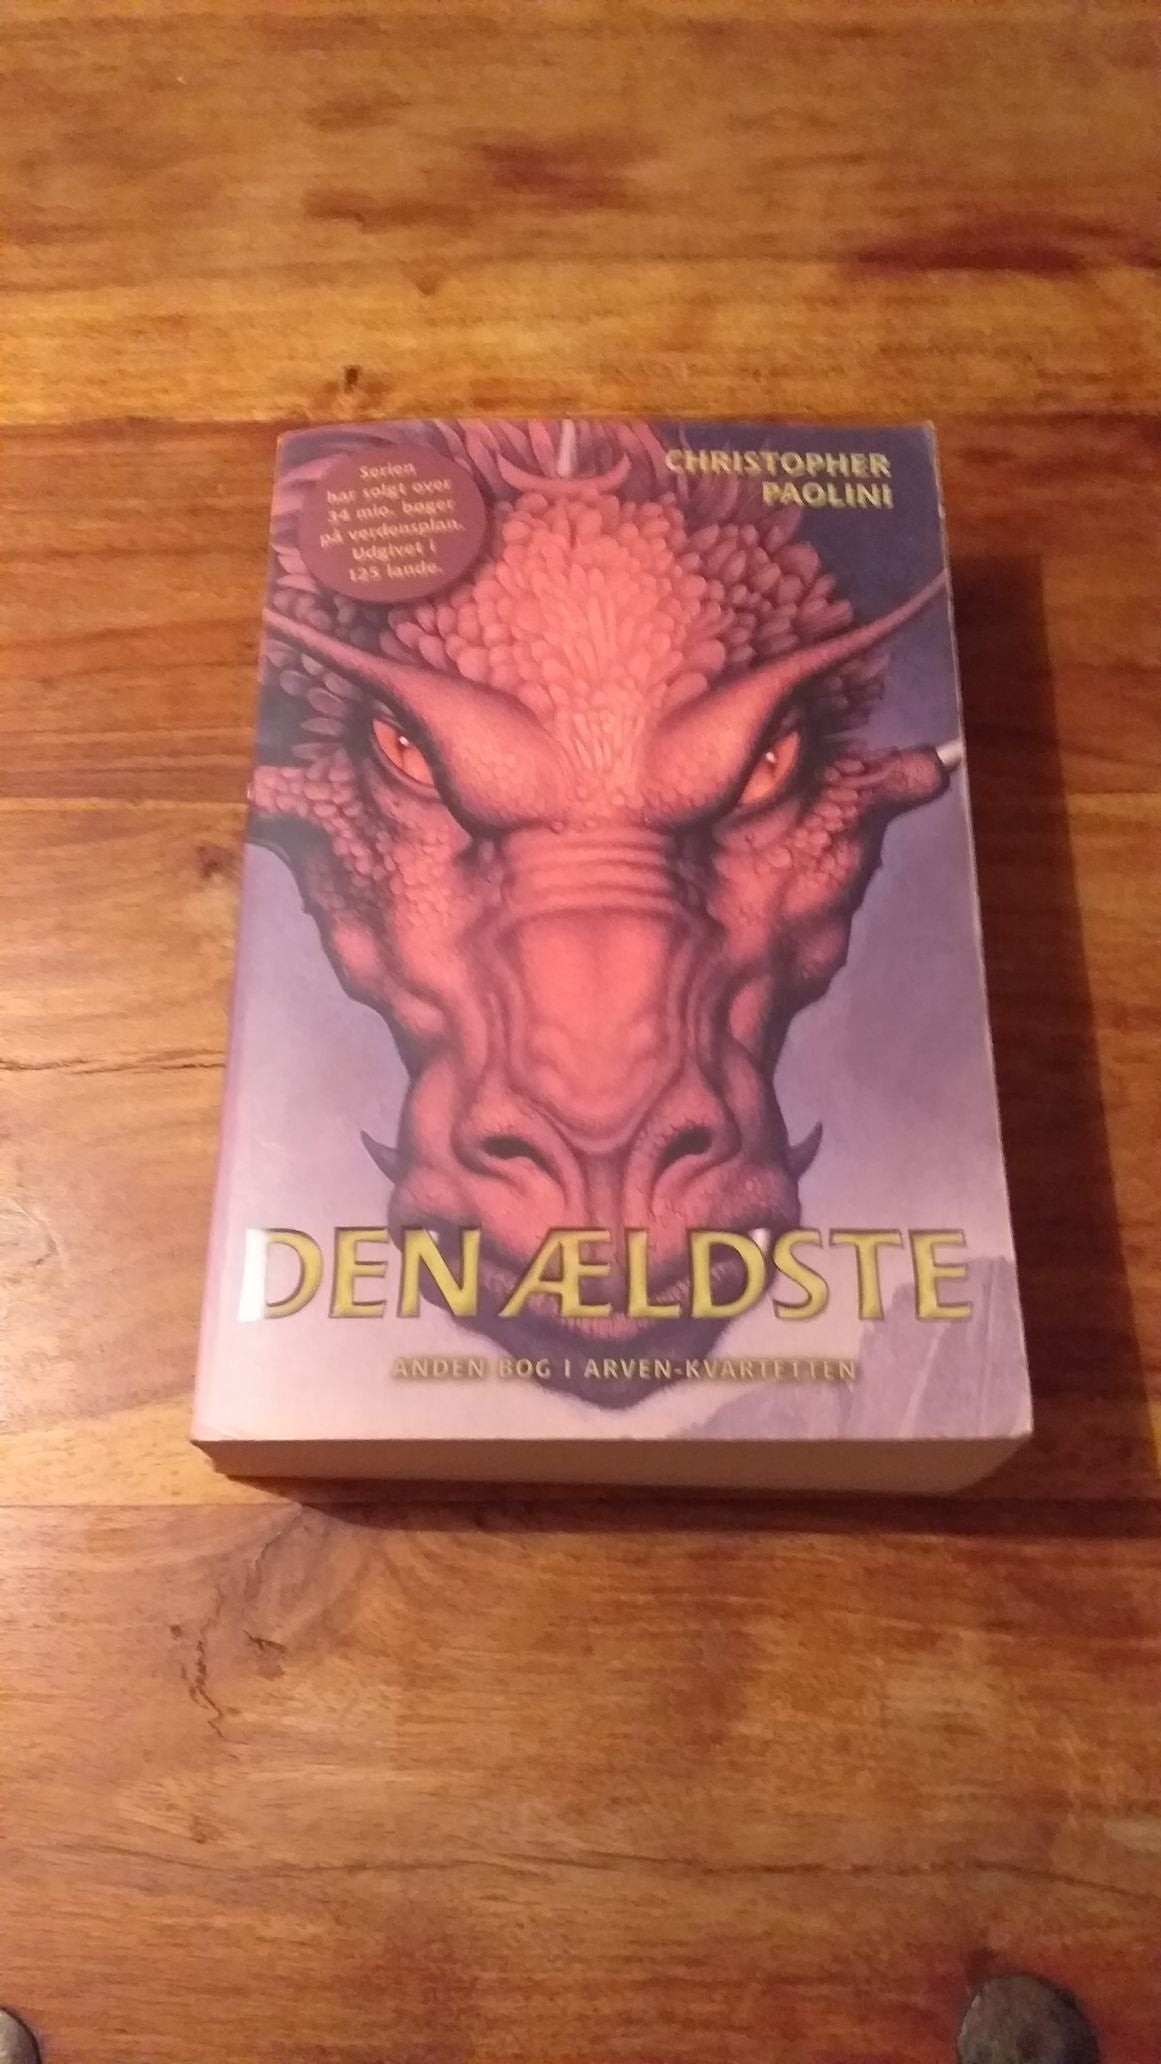 Serien
har solgt over
34 mio. bøger
på verdensplan.
Udgivet i
125 lande.
CHRISTOPHER
PAOLINI
DEN ÆLDSTE
ANDEN BOG I ARVEN-KVARTETTEN